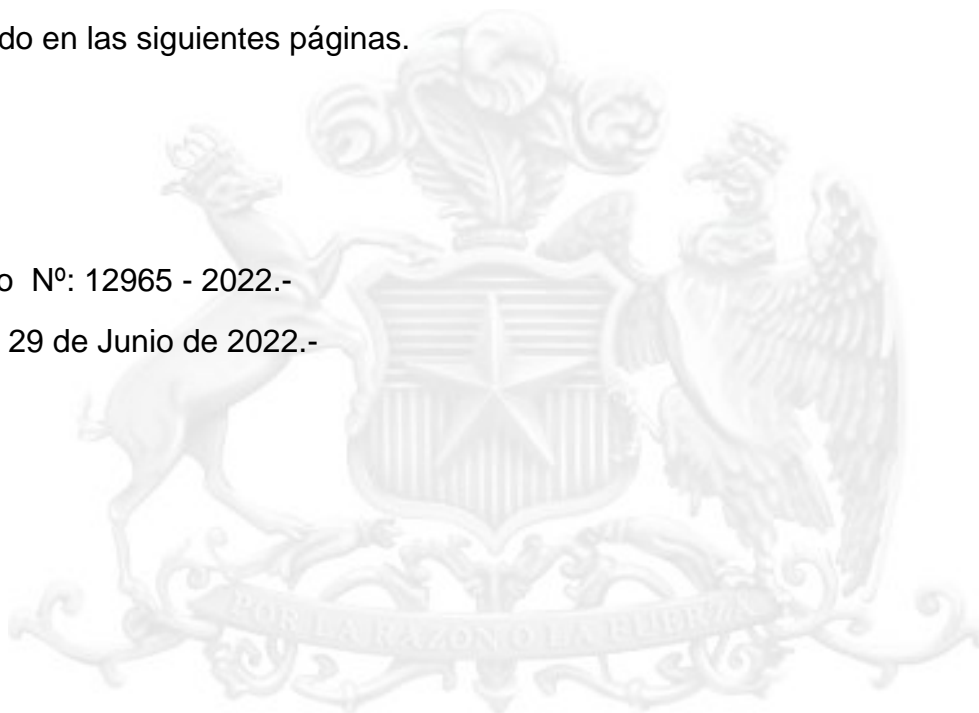 do en las siguientes páginas.
o Nº: 12965 - 2022.-
29 de Junio de 2022.-
POR LA RAZON O LA FUERZA